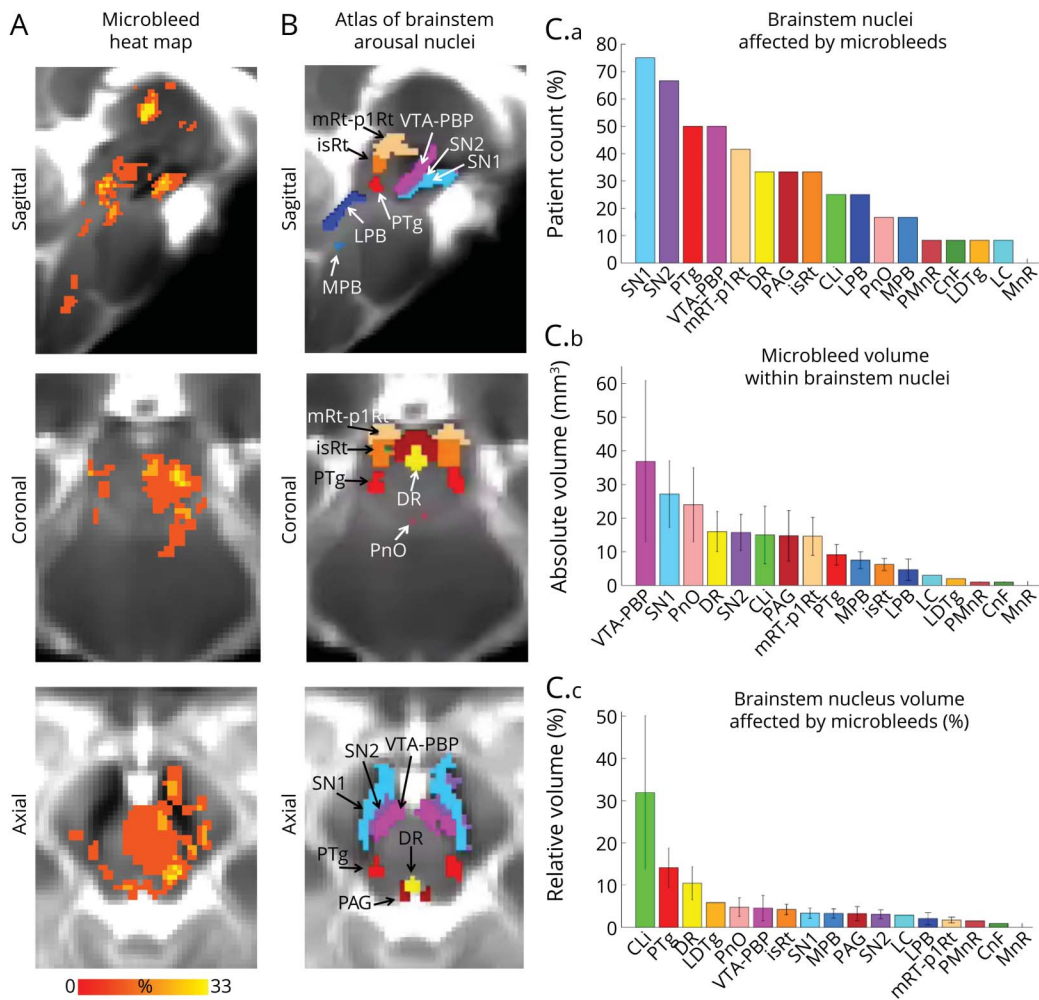 A
Microbleed
heat map
Sagittal
Coronal
Axial
0 % 33
B
Atlas of brainstem
arousal nuclei
Sagittal
mRt-p1Rt
isRt
VTA-PBP
SN2
SN1
PTg
LPB
MPB
Coronal
mRt-p1Rt
isRt
PTg
DR
PnO
Axial
SN2
VTA-PBP
SN1
DR
PTg
PAG
C.a
Brainstem nuclei
affected by microbleeds
Patient count (%)
80
70
60
50
40
30
20
10
0
SN1 SN2 PTg VTA-PBP mRT-p1Rt DR PAG isRt CLi LPB PnO MPB PMnR CnF LDTg LC MnR
C.b
Microbleed volume
within brainstem nuclei
Absolute volume (mm³)
60
50
40
30
20
10
0
VTA-PBP SN1 PnO DR SN2 CLi PAG mRT-p1Rt PTg MPB isRt LPB LC LDTg PMnR CnF MnR
C.c
Brainstem nucleus volume
affected by microbleeds (%)
Relative volume (%)
50
40
30
20
10
0
CLi PTg DR LDTg PnO VTA-PBP isRt SN1 MPB PAG SN2 LC LPB mRT-p1Rt PMnR CnF MnR